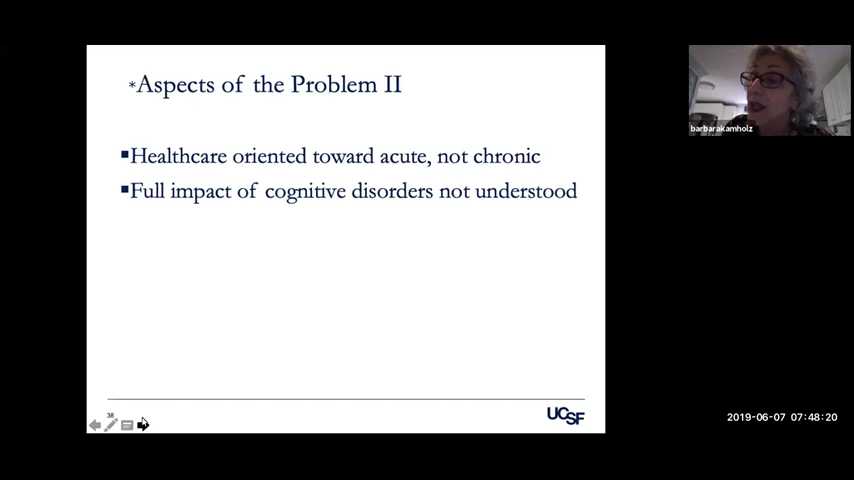 *Aspects of the Problem II
▪Healthcare oriented toward acute, not chronic
▪Full impact of cognitive disorders not understood
38
UCSF
barbarakamholz
2019-06-07 07:48:20